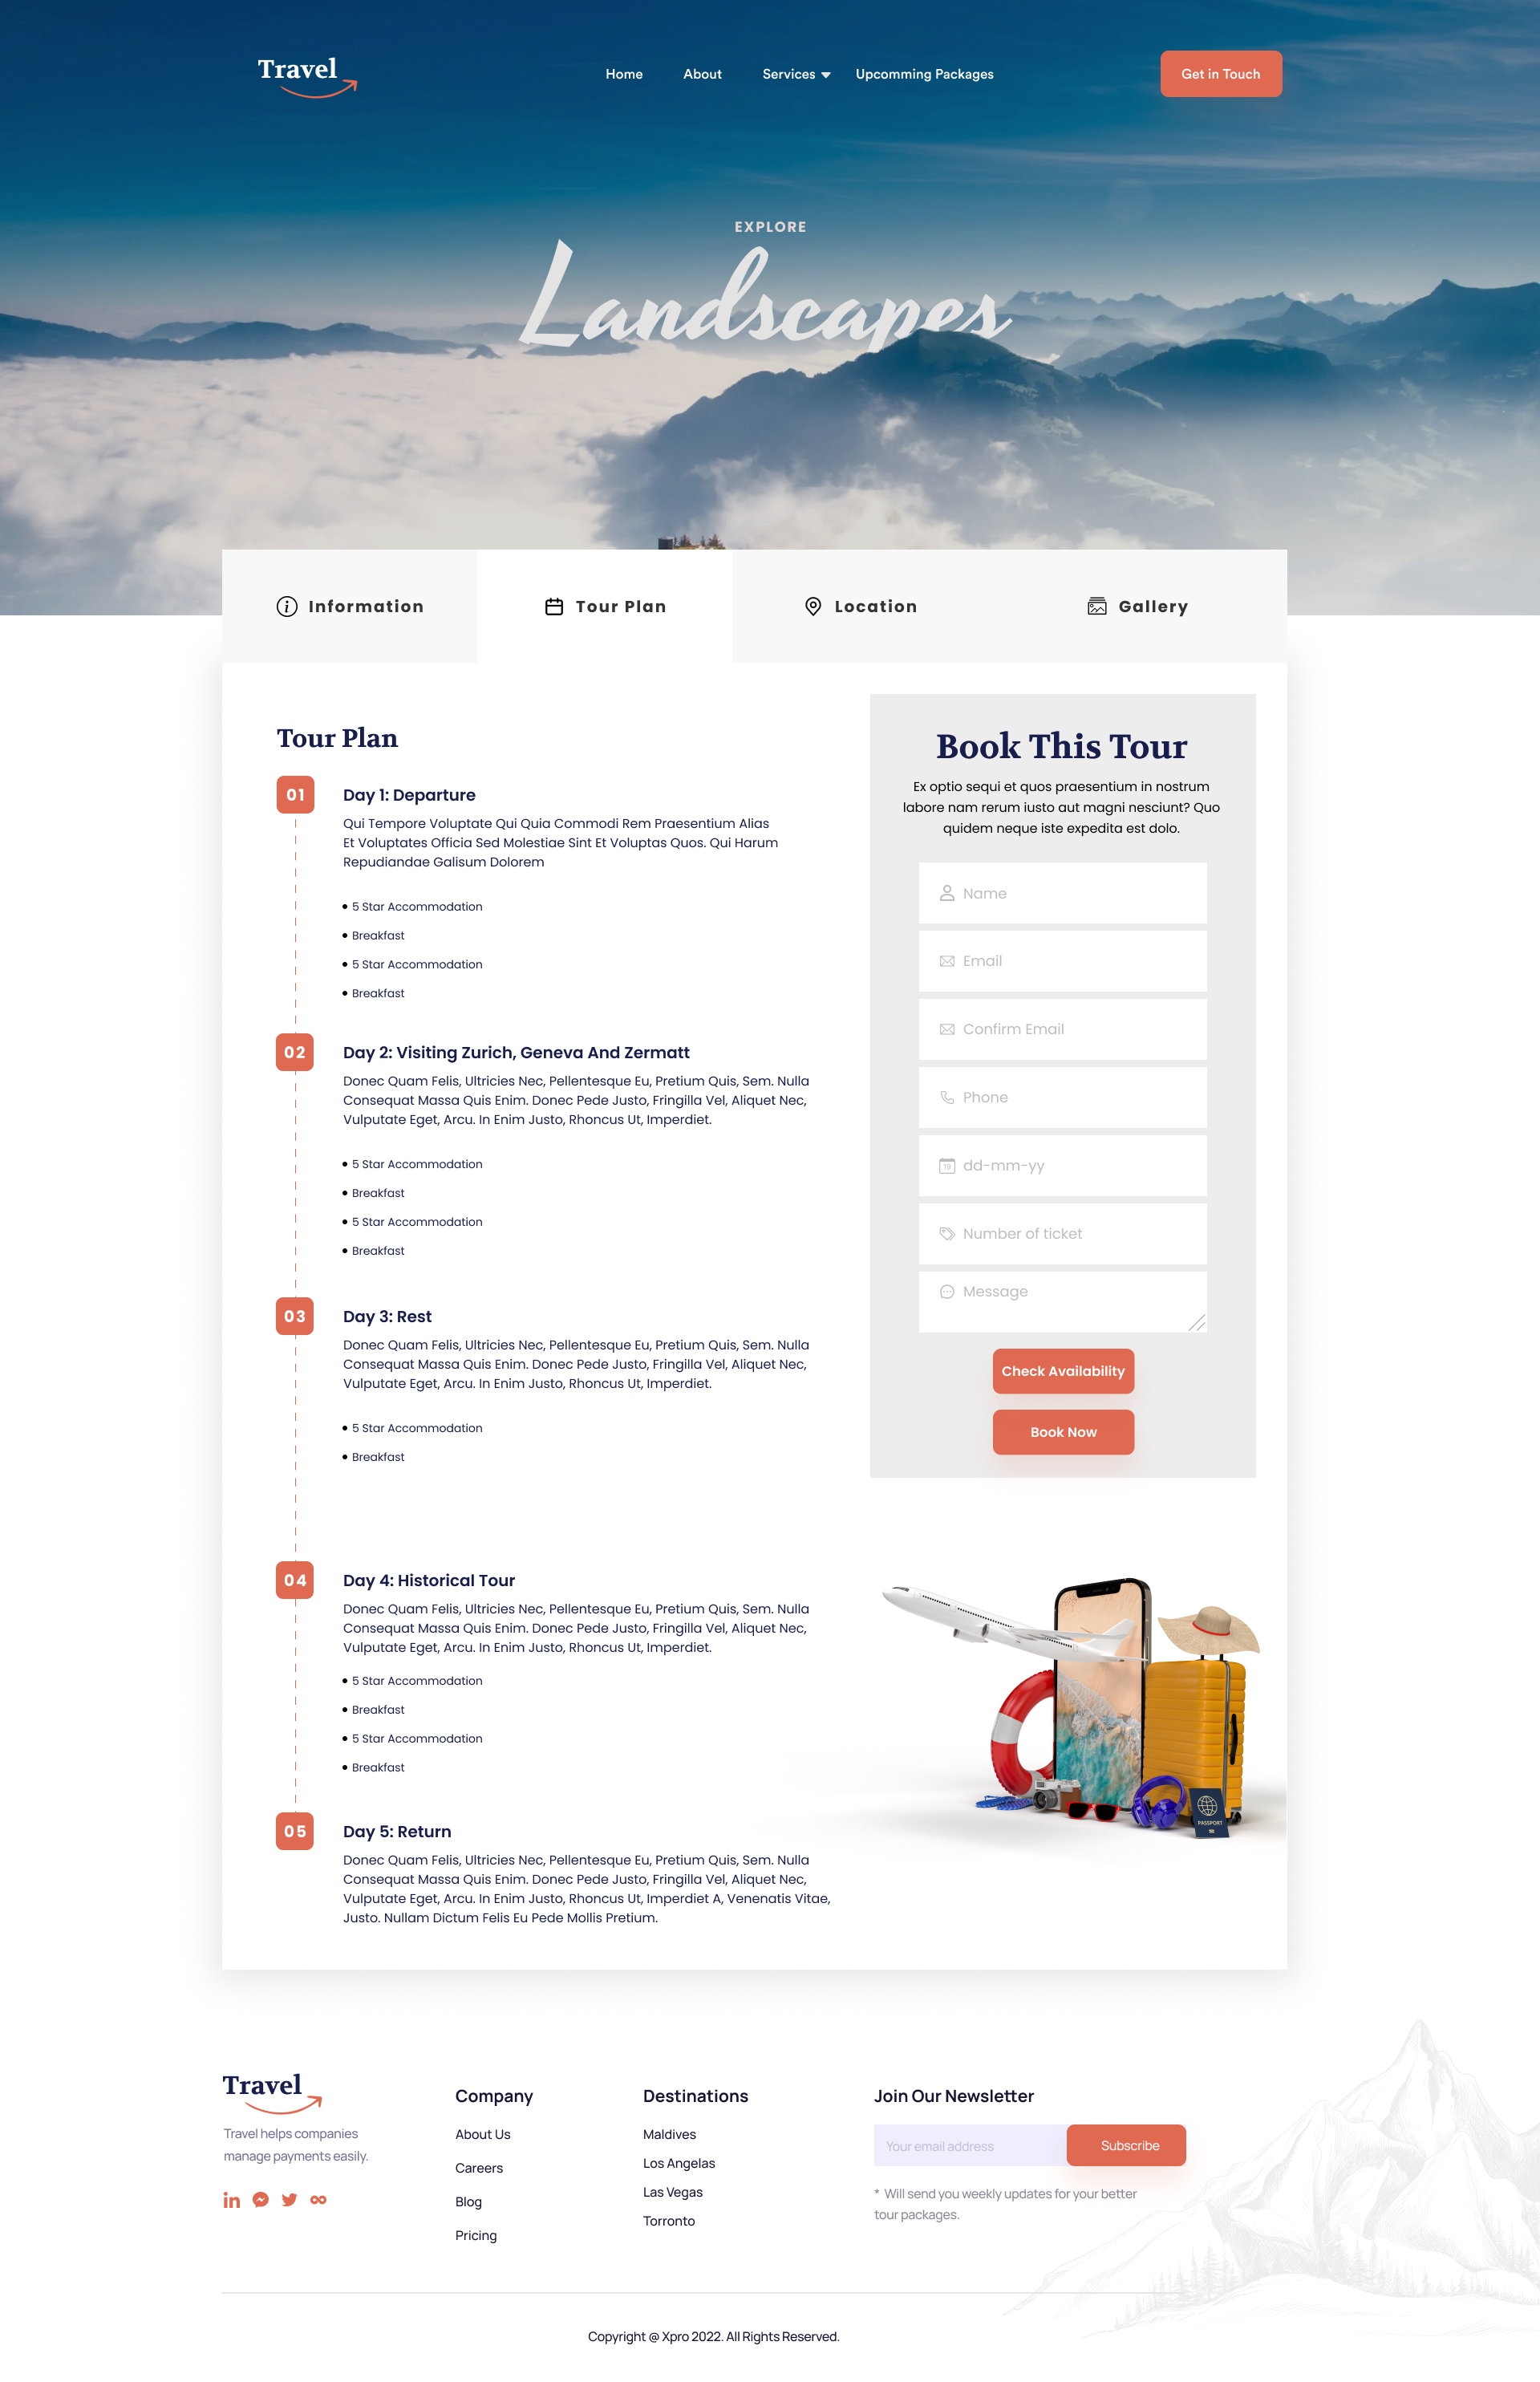 Travel
Home
About
Services
Upcomming Packages
Get in Touch
EXPLORE
Landscapes
Information
Tour Plan
Location
Gallery
Tour Plan
01
Day 1: Departure
Qui Tempore Voluptate Qui Quia Commodi Rem Praesentium Alias
Et Voluptates Officia Sed Molestiae Sint Et Voluptas Quos. Qui Harum
Repudiandae Galisum Dolorem
5 Star Accommodation
Breakfast
5 Star Accommodation
Breakfast
02
Day 2: Visiting Zurich, Geneva And Zermatt
Donec Quam Felis, Ultricies Nec, Pellentesque Eu, Pretium Quis, Sem. Nulla
Consequat Massa Quis Enim. Donec Pede Justo, Fringilla Vel, Aliquet Nec,
Vulputate Eget, Arcu. In Enim Justo, Rhoncus Ut, Imperdiet.
5 Star Accommodation
Breakfast
5 Star Accommodation
Breakfast
03
Day 3: Rest
Donec Quam Felis, Ultricies Nec, Pellentesque Eu, Pretium Quis, Sem. Nulla
Consequat Massa Quis Enim. Donec Pede Justo, Fringilla Vel, Aliquet Nec,
Vulputate Eget, Arcu. In Enim Justo, Rhoncus Ut, Imperdiet.
5 Star Accommodation
Breakfast
04
Day 4: Historical Tour
Donec Quam Felis, Ultricies Nec, Pellentesque Eu, Pretium Quis, Sem. Nulla
Consequat Massa Quis Enim. Donec Pede Justo, Fringilla Vel, Aliquet Nec,
Vulputate Eget, Arcu. In Enim Justo, Rhoncus Ut, Imperdiet.
5 Star Accommodation
Breakfast
5 Star Accommodation
Breakfast
05
Day 5: Return
Donec Quam Felis, Ultricies Nec, Pellentesque Eu, Pretium Quis, Sem. Nulla
Consequat Massa Quis Enim. Donec Pede Justo, Fringilla Vel, Aliquet Nec,
Vulputate Eget, Arcu. In Enim Justo, Rhoncus Ut, Imperdiet A, Venenatis Vitae,
Justo. Nullam Dictum Felis Eu Pede Mollis Pretium.
Book This Tour
Ex optio sequi et quos praesentium in nostrum
labore nam rerum iusto aut magni nesciunt? Quo
quidem neque iste expedita est dolo.
Name
Email
Confirm Email
Phone
dd-mm-yy
Number of ticket
Message
Check Availability
Book Now
PASSPORT
Travel
Travel helps companies
manage payments easily.
Company
About Us
Careers
Blog
Pricing
Destinations
Maldives
Los Angelas
Las Vegas
Torronto
Join Our Newsletter
Your email address
Subscribe
* Will send you weekly updates for your better
tour packages.
Copyright @ Xpro 2022. All Rights Reserved.